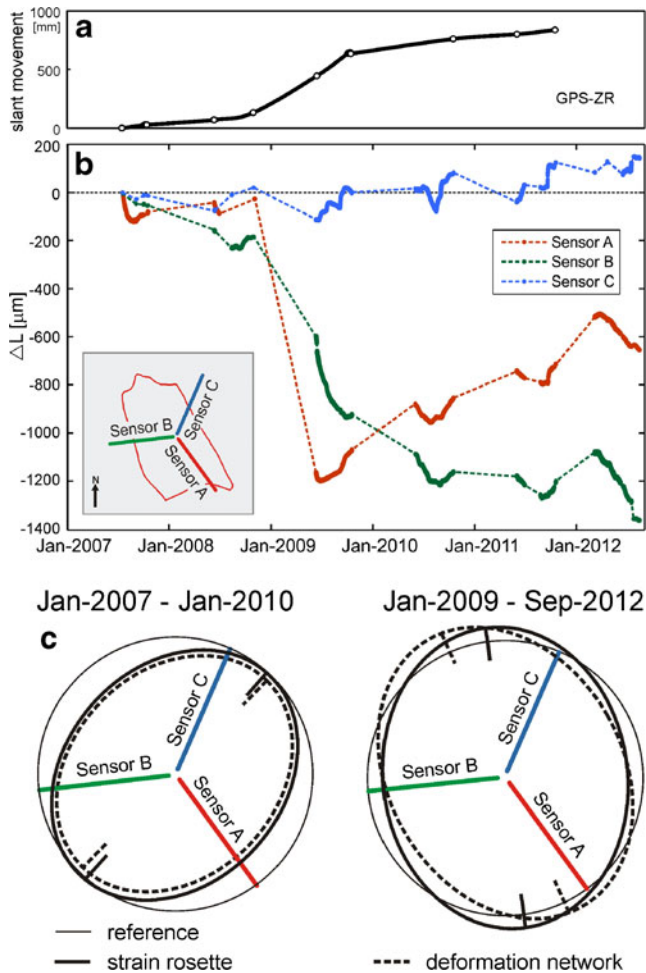 1000
[mm]
a
500
slant movement
GPS-ZR
0
200
b
0
-200
-400
-600
-800
-1000
-1200
-1400
△L [μm]
Sensor A
Sensor B
Sensor C
Sensor C
Sensor B
Sensor A
N
Jan-2007
Jan-2008
Jan-2009
Jan-2010
Jan-2011
Jan-2012
Jan-2007 - Jan-2010
Jan-2009 - Sep-2012
c
Sensor C
Sensor B
Sensor A
Sensor C
Sensor B
Sensor A
reference
strain rosette
deformation network